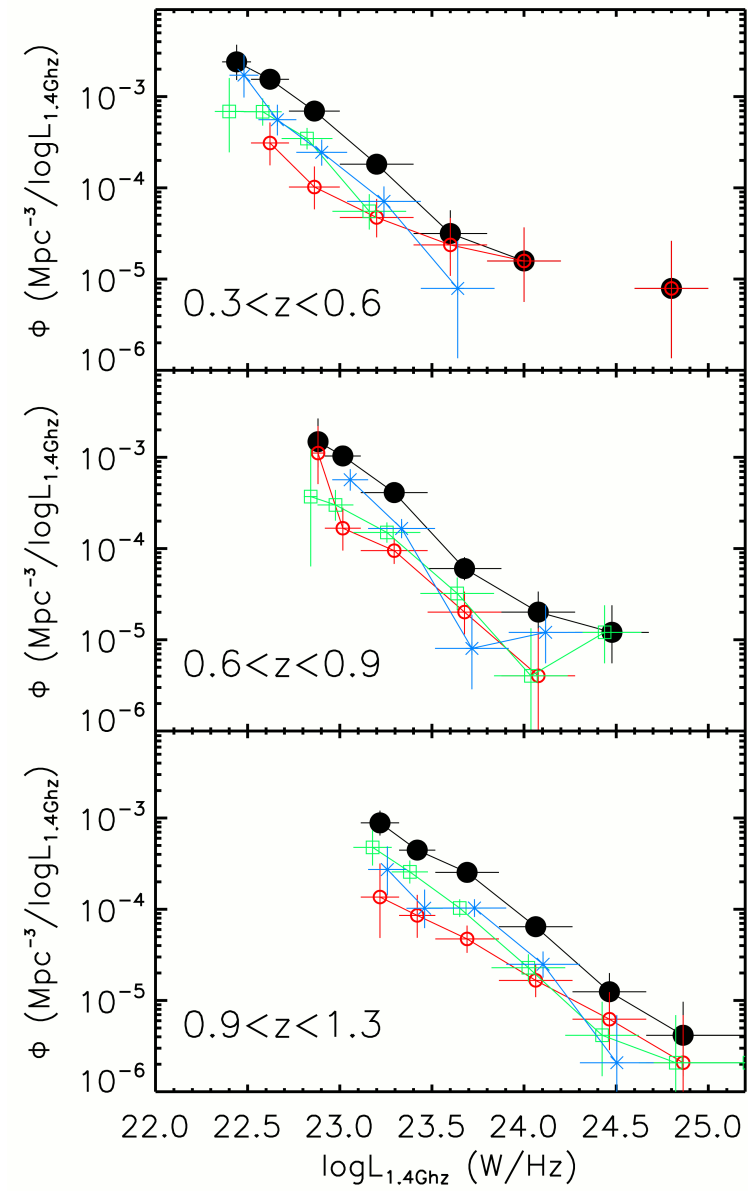 Φ (Mpc⁻³/logL₁.₄Ghz)
10⁻³
10⁻⁴
10⁻⁵
10⁻⁶
0.3<z<0.6
Φ (Mpc⁻³/logL₁.₄Ghz)
10⁻³
10⁻⁴
10⁻⁵
10⁻⁶
0.6<z<0.9
Φ (Mpc⁻³/logL₁.₄Ghz)
10⁻³
10⁻⁴
10⁻⁵
10⁻⁶
0.9<z<1.3
22.0 22.5 23.0 23.5 24.0 24.5 25.0
logL₁.₄Ghz (W/Hz)